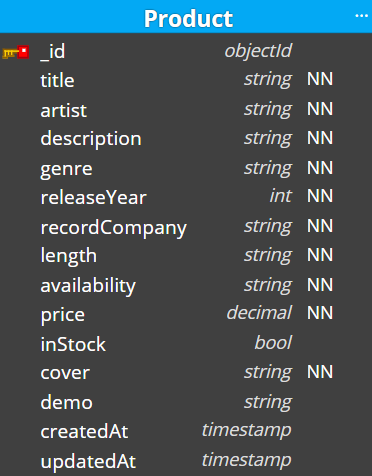 Product ...
_id objectId
title string NN
artist string NN
description string NN
genre string NN
releaseYear int NN
recordCompany string NN
length string NN
availability string NN
price decimal NN
inStock bool
cover string NN
demo string
createdAt timestamp
updatedAt timestamp